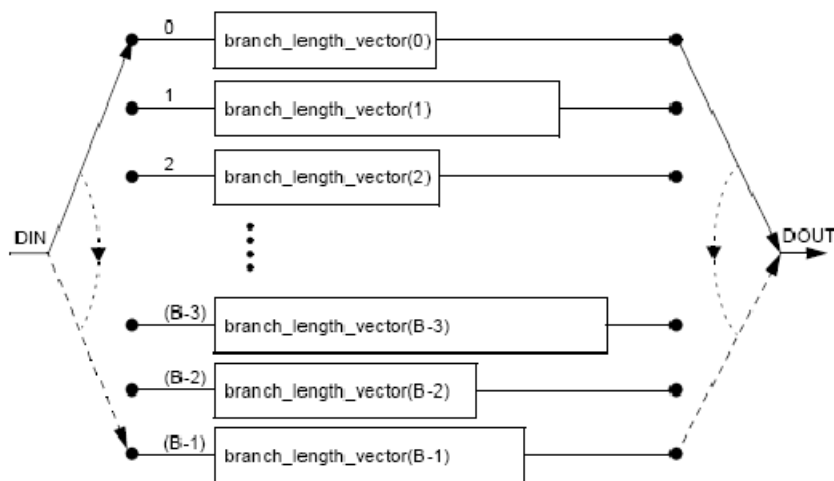 0
branch_length_vector(0)
1
branch_length_vector(1)
2
branch_length_vector(2)
DIN
DOUT
(B-3)
branch_length_vector(B-3)
(B-2)
branch_length_vector(B-2)
(B-1)
branch_length_vector(B-1)